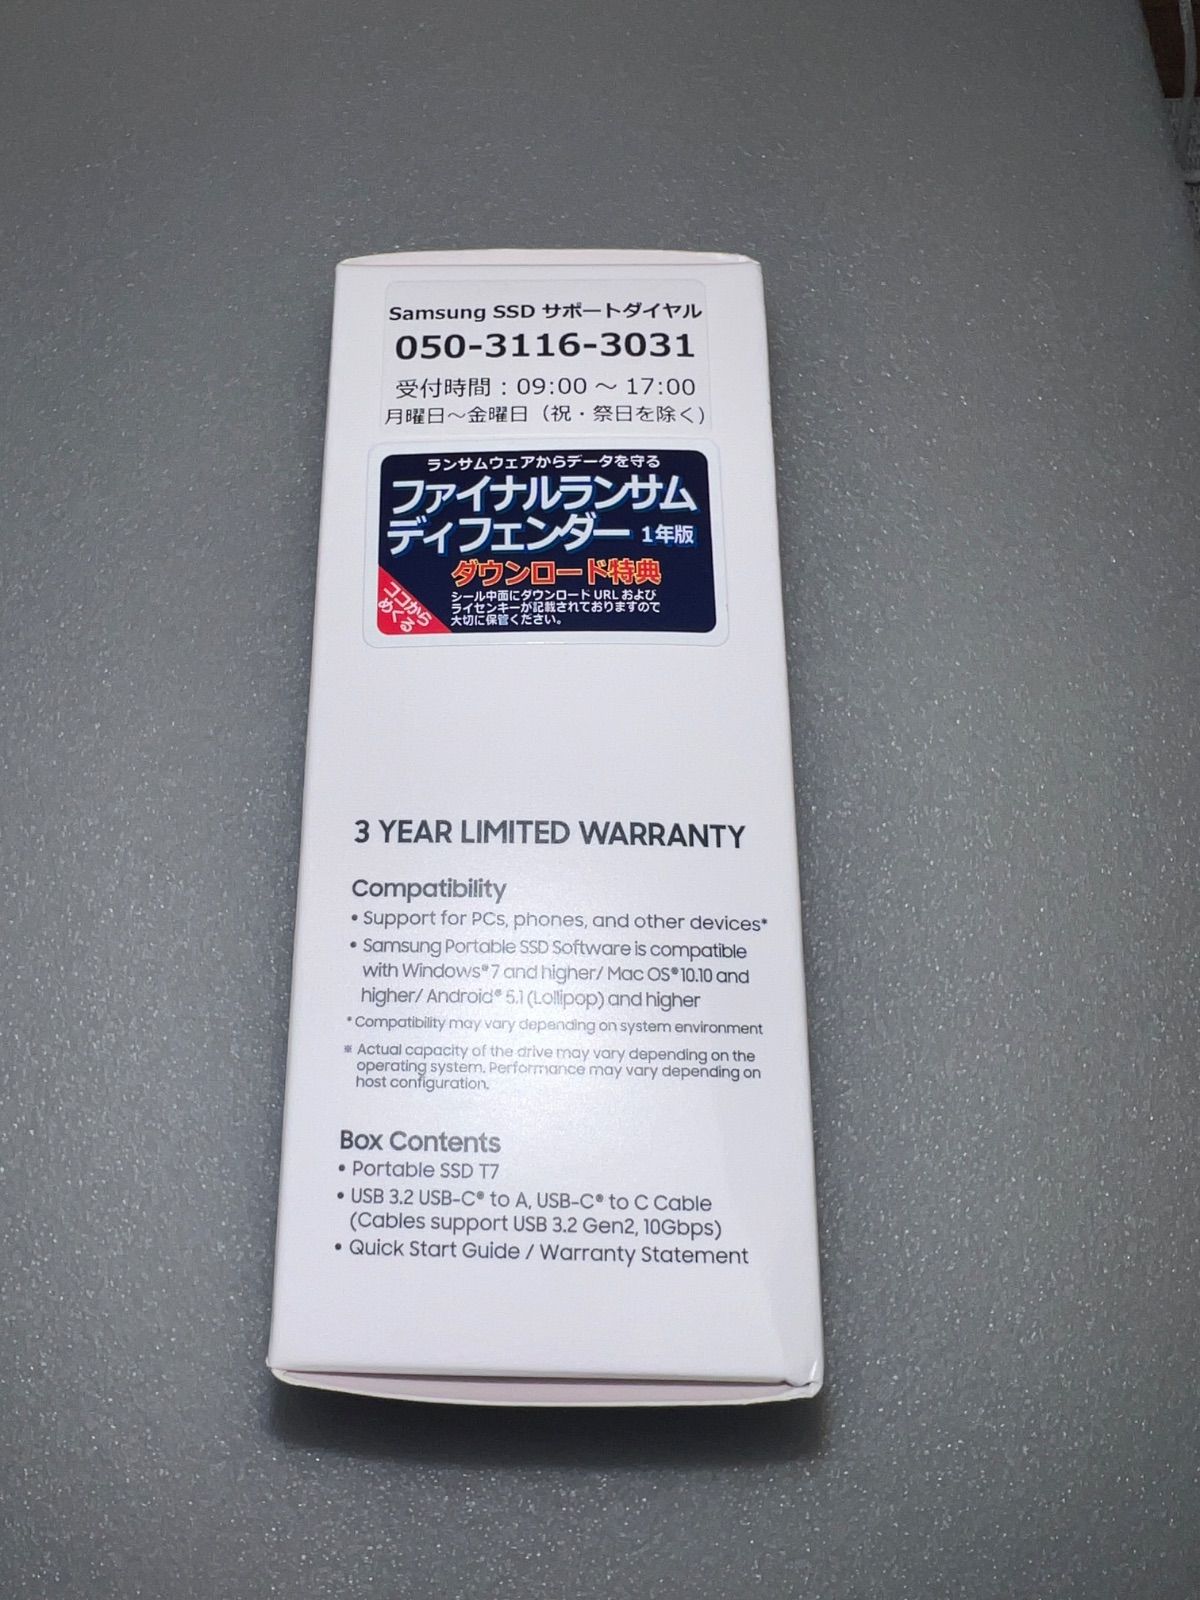 Samsung SSD サポートダイヤル
050-3116-3031
受付時間：09:00 ～ 17:00
月曜日～金曜日（祝・祭日を除く）
ランサムウェアからデータを守る
ファイナルランサム
ディフェンダー 1年版
ダウンロード特典
ココから
めくる
シール中面にダウンロード URL および
ライセンキーが記載されておりますので
大切に保管ください。
3 YEAR LIMITED WARRANTY
Compatibility
• Support for PCs, phones, and other devices*
• Samsung Portable SSD Software is compatible
with Windows® 7 and higher/ Mac OS® 10.10 and
higher/ Android® 5.1 (Lollipop) and higher
* Compatibility may vary depending on system environment
※ Actual capacity of the drive may vary depending on the
operating system. Performance may vary depending on
host configuration.
Box Contents
• Portable SSD T7
• USB 3.2 USB-C® to A, USB-C® to C Cable
(Cables support USB 3.2 Gen2, 10Gbps)
• Quick Start Guide / Warranty Statement